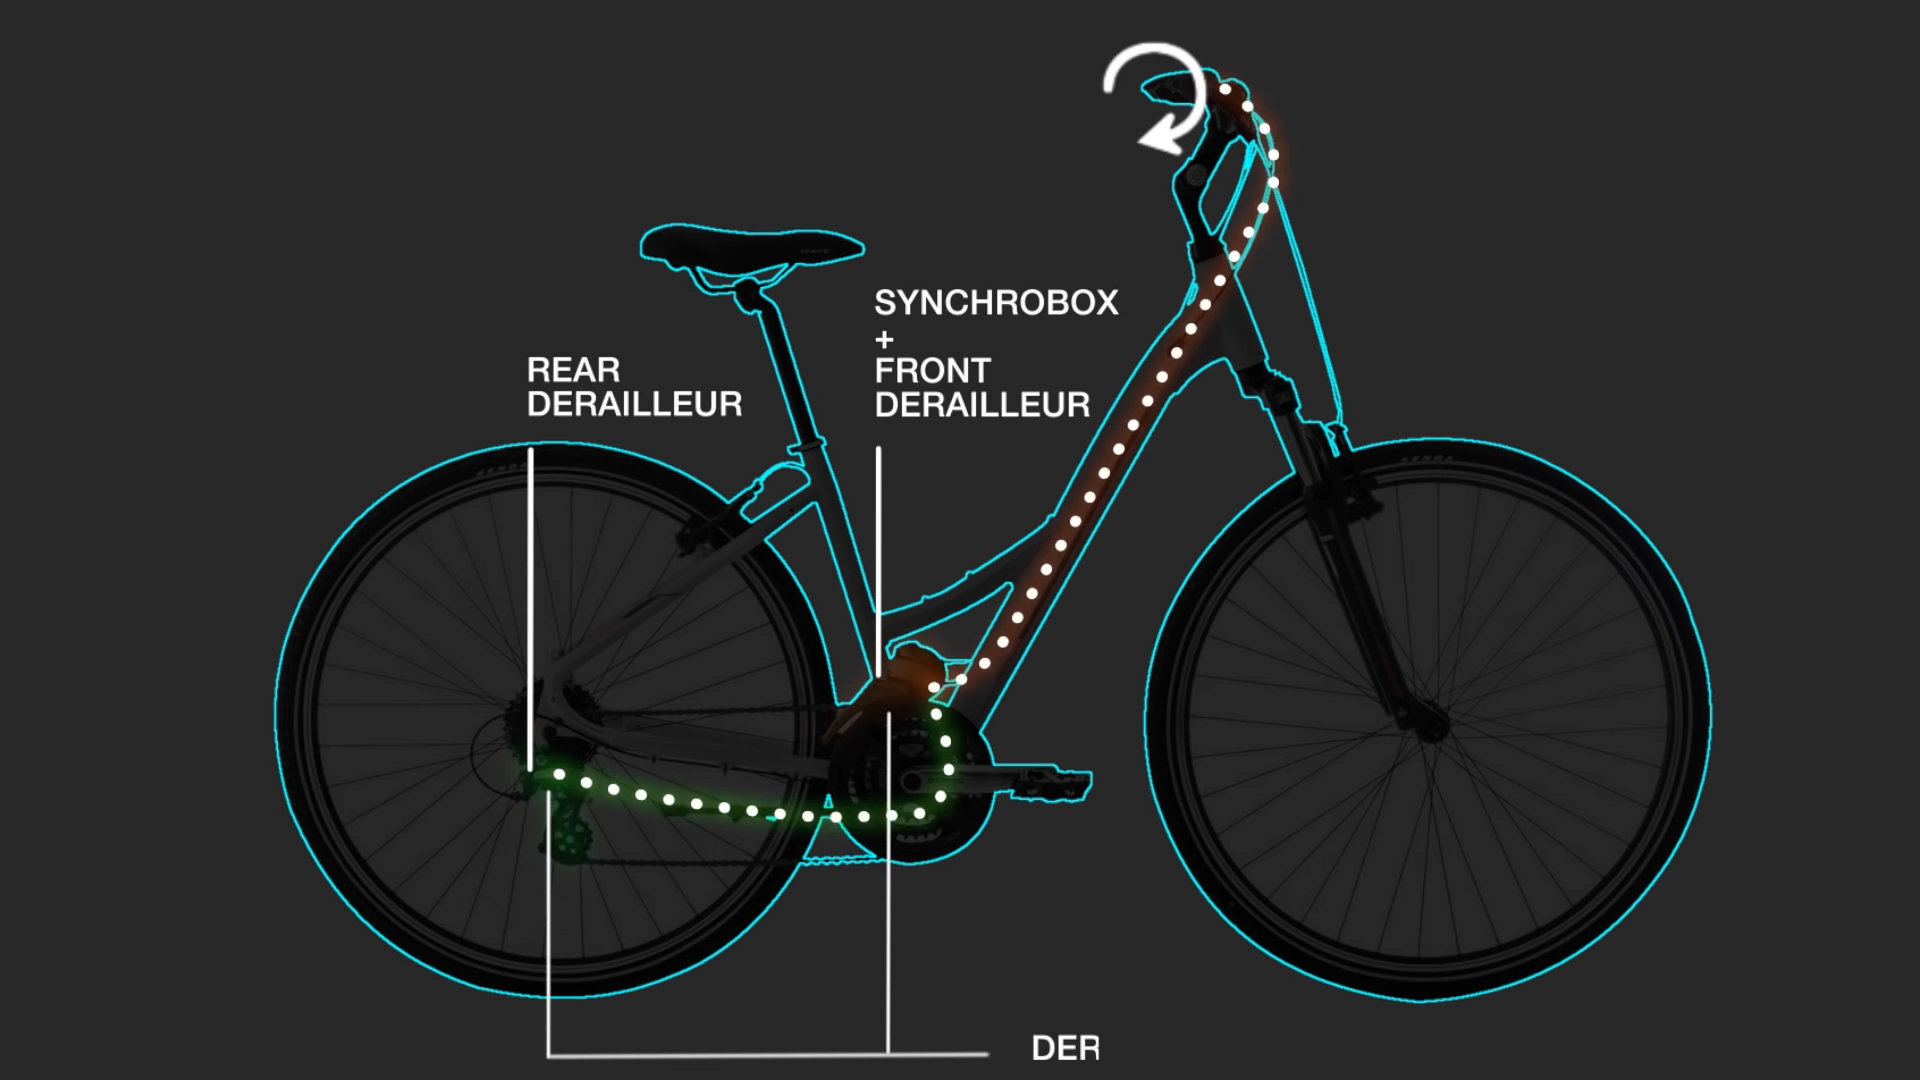 SYNCHROBOX
+
FRONT
DERAILLEUR
REAR
DERAILLEUR
DER